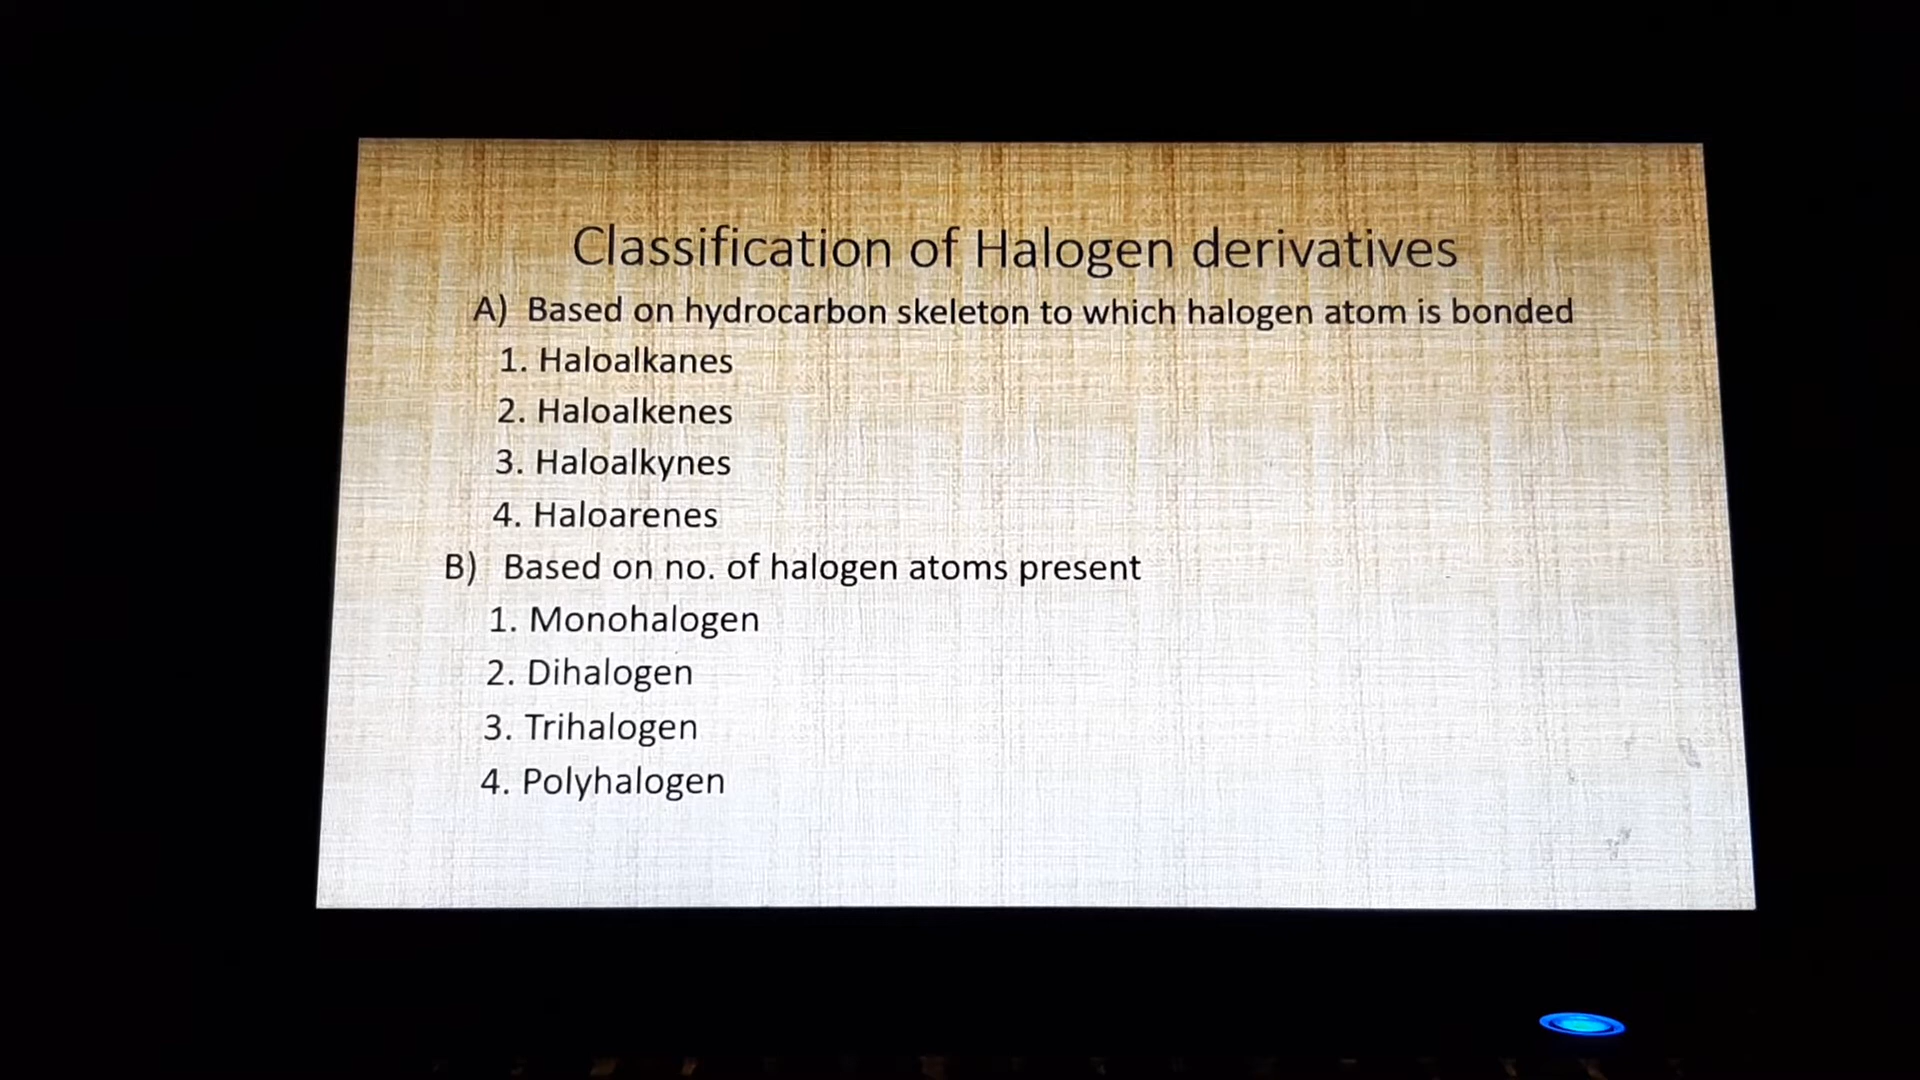 Classification of Halogen derivatives
A) Based on hydrocarbon skeleton to which halogen atom is bonded
1. Haloalkanes
2. Haloalkenes
3. Haloalkynes
4. Haloarenes
B) Based on no. of halogen atoms present
1. Monohalogen
2. Dihalogen
3. Trihalogen
4. Polyhalogen